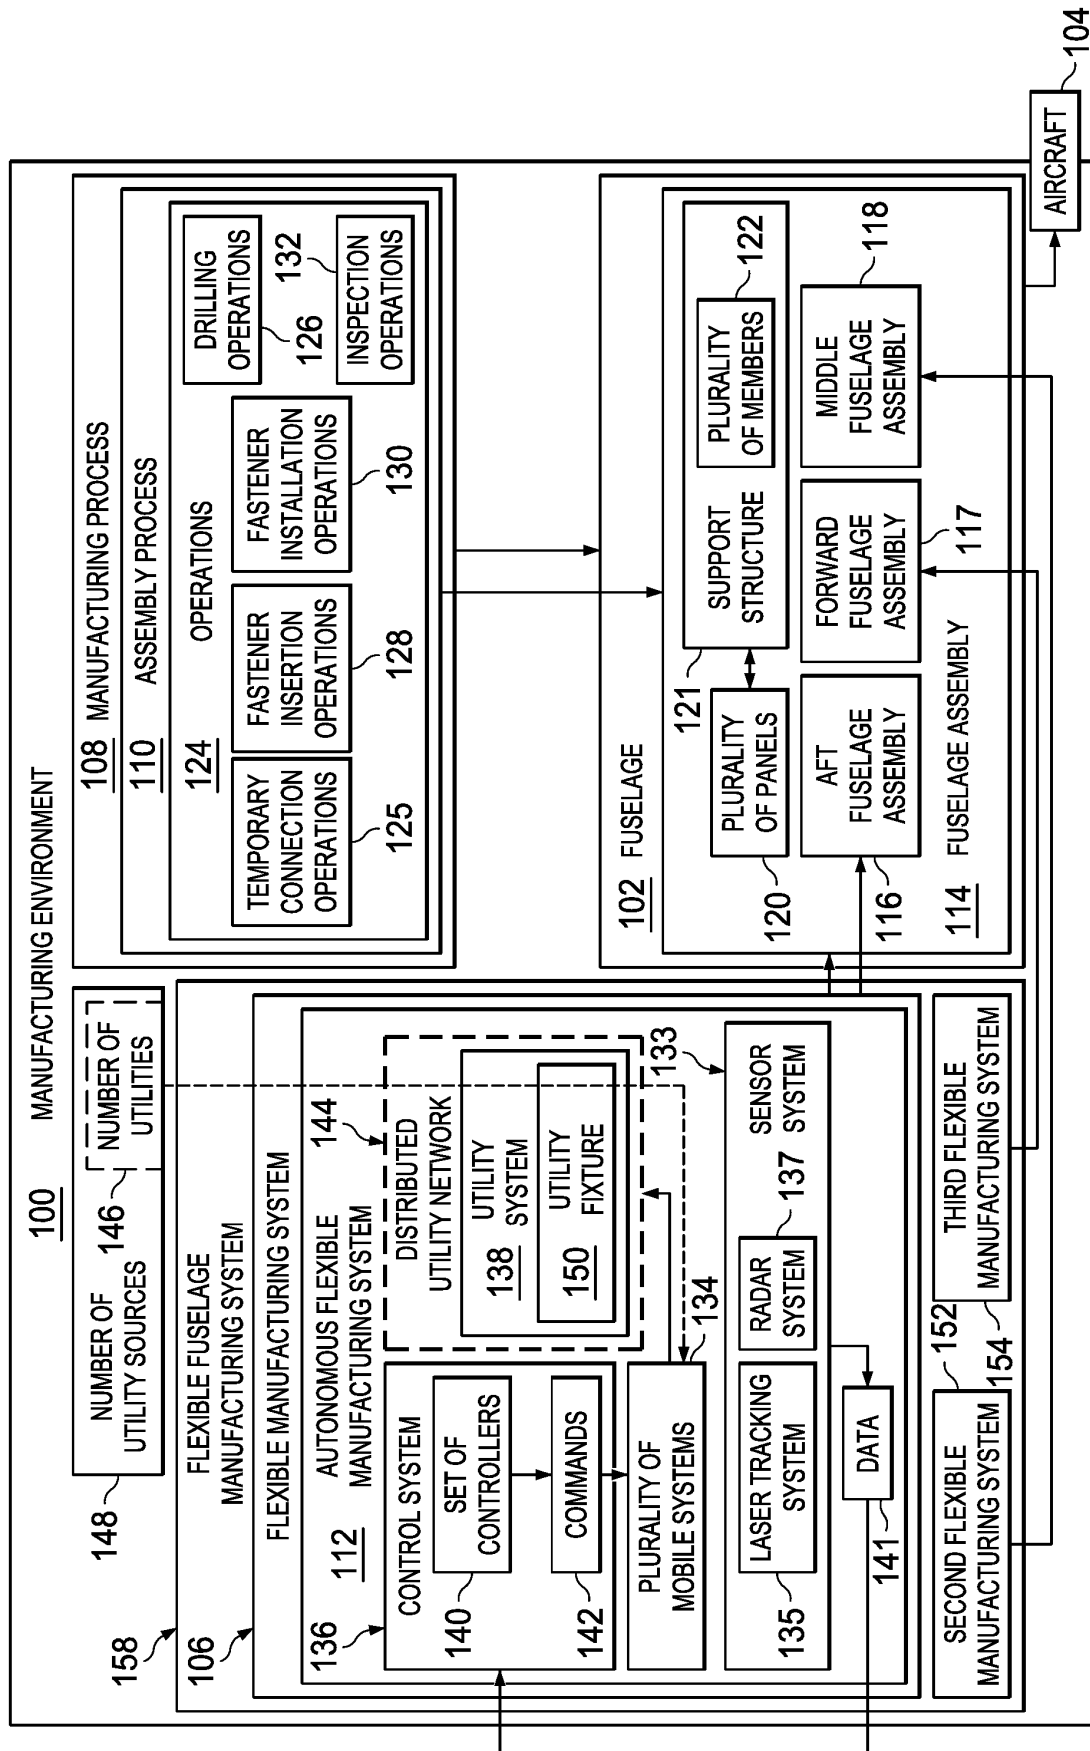 MANUFACTURING ENVIRONMENT
100
NUMBER OF
UTILITY SOURCES
148
NUMBER OF
UTILITIES
146
158
FLEXIBLE FUSELAGE
MANUFACTURING SYSTEM
106
FLEXIBLE MANUFACTURING SYSTEM
AUTONOMOUS FLEXIBLE
MANUFACTURING SYSTEM
112
136
CONTROL SYSTEM
SET OF
CONTROLLERS
140
COMMANDS
142
144
DISTRIBUTED
UTILITY NETWORK
UTILITY
SYSTEM
138
UTILITY
FIXTURE
150
PLURALITY OF
MOBILE SYSTEMS
134
133
SENSOR
SYSTEM
LASER TRACKING
SYSTEM
135
RADAR
SYSTEM
137
DATA
141
SECOND FLEXIBLE
MANUFACTURING SYSTEM
152
THIRD FLEXIBLE
MANUFACTURING SYSTEM
154
108
MANUFACTURING PROCESS
110
ASSEMBLY PROCESS
124
OPERATIONS
TEMPORARY
CONNECTION
OPERATIONS
125
FASTENER
INSERTION
OPERATIONS
128
FASTENER
INSTALLATION
OPERATIONS
130
DRILLING
OPERATIONS
126
INSPECTION
OPERATIONS
132
102
FUSELAGE
PLURALITY
OF PANELS
120
121
SUPPORT
STRUCTURE
PLURALITY
OF MEMBERS
122
AFT
FUSELAGE
ASSEMBLY
116
FORWARD
FUSELAGE
ASSEMBLY
117
MIDDLE
FUSELAGE
ASSEMBLY
118
114
FUSELAGE ASSEMBLY
AIRCRAFT
104